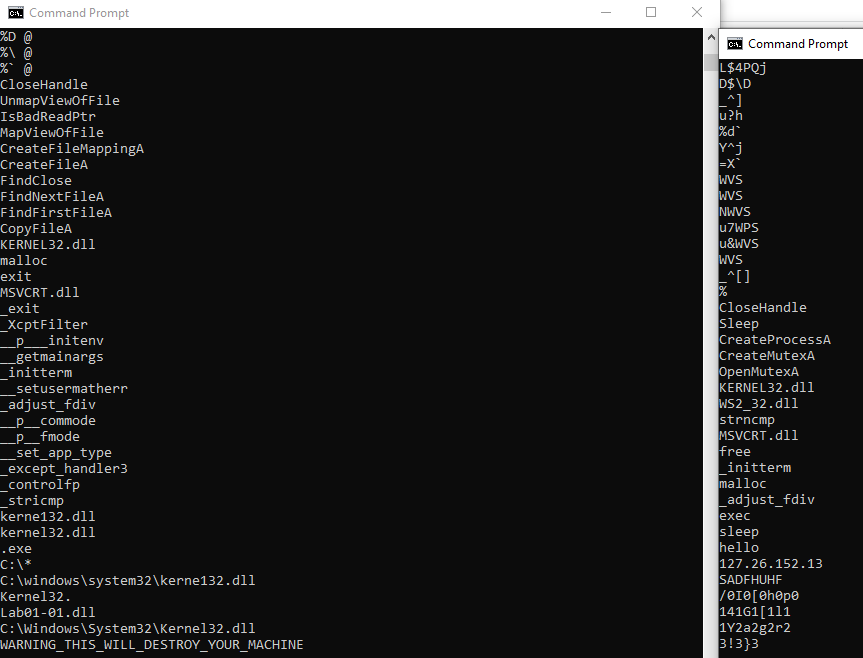 Command Prompt
%D @
%\ @
%` @
CloseHandle
UnmapViewOfFile
IsBadReadPtr
MapViewOfFile
CreateFileMappingA
CreateFileA
FindClose
FindNextFileA
FindFirstFileA
CopyFileA
KERNEL32.dll
malloc
exit
MSVCRT.dll
_exit
_XcptFilter
__p___initenv
__getmainargs
_initterm
__setusermatherr
_adjust_fdiv
__p__commode
__p__fmode
__set_app_type
_except_handler3
_controlfp
_stricmp
kerne132.dll
kernel32.dll
.exe
C:\*
C:\windows\system32\kerne132.dll
Kernel32.
Lab01-01.dll
C:\Windows\System32\Kernel32.dll
WARNING_THIS_WILL_DESTROY_YOUR_MACHINE
Command Prompt
L$4PQj
D$\D
_^]
u?h
%d`
Y^j
=X`
WVS
WVS
NWVS
u7WPS
u&WVS
WVS
_^[]
%
CloseHandle
Sleep
CreateProcessA
CreateMutexA
OpenMutexA
KERNEL32.dll
WS2_32.dll
strncmp
MSVCRT.dll
free
_initterm
malloc
_adjust_fdiv
exec
sleep
hello
127.26.152.13
SADFHUHF
/0I0[0h0p0
141G1[1l1
1Y2a2g2r2
3!3}3